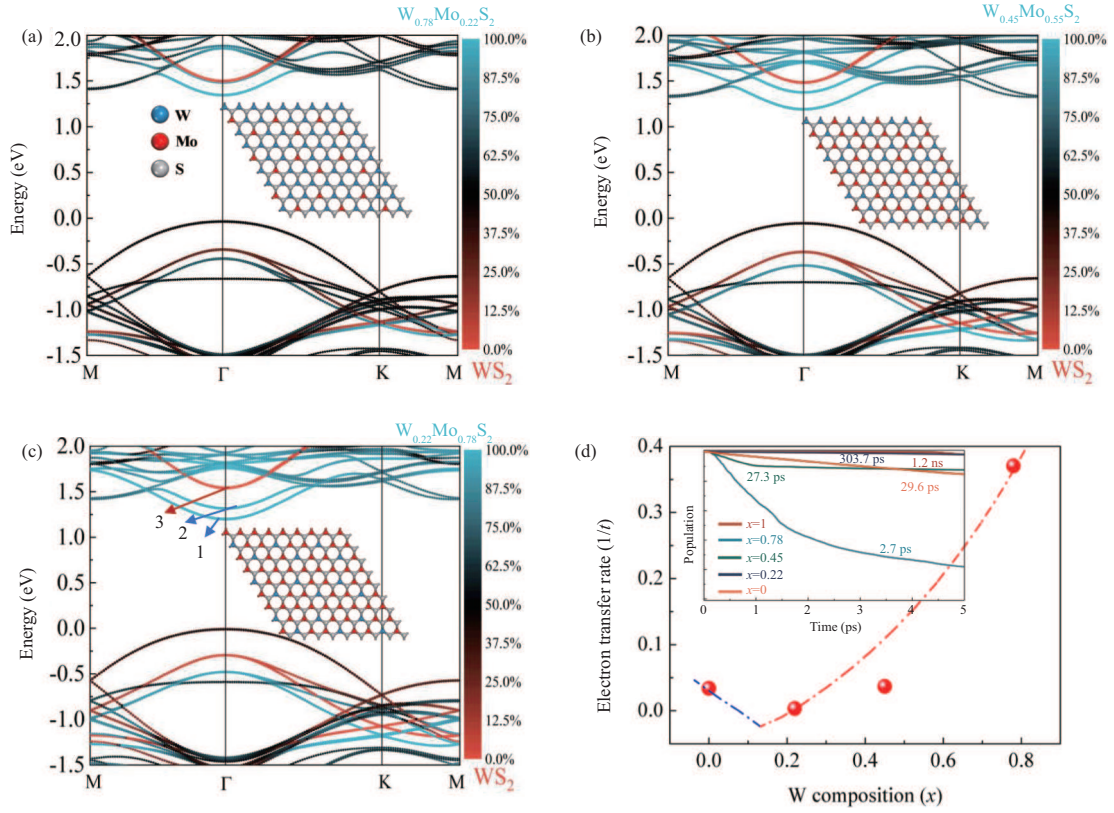 W0.78Mo0.22S2
(a)
2.0
1.5
1.0
0.5
0.0
-0.5
-1.0
-1.5
Energy (eV)
W
Mo
S
M Γ K M
100.0%
87.5%
75.0%
62.5%
50.0%
37.5%
25.0%
12.5%
0.0%
WS2
W0.45Mo0.55S2
(b)
2.0
1.5
1.0
0.5
0.0
-0.5
-1.0
-1.5
Energy (eV)
M Γ K M
100.0%
87.5%
75.0%
62.5%
50.0%
37.5%
25.0%
12.5%
0.0%
WS2
W0.22Mo0.78S2
(c)
2.0
1.5
1.0
0.5
0.0
-0.5
-1.0
-1.5
Energy (eV)
3
2
1
M Γ K M
100.0%
87.5%
75.0%
62.5%
50.0%
37.5%
25.0%
12.5%
0.0%
WS2
(d)
0.4
0.3
0.2
0.1
0.0
Electron transfer rate (1/t)
303.7 ps
1.2 ns
27.3 ps
29.6 ps
2.7 ps
Population
x=1
x=0.78
x=0.45
x=0.22
x=0
0 1 2 3 4 5
Time (ps)
0.0 0.2 0.4 0.6 0.8
W composition (x)